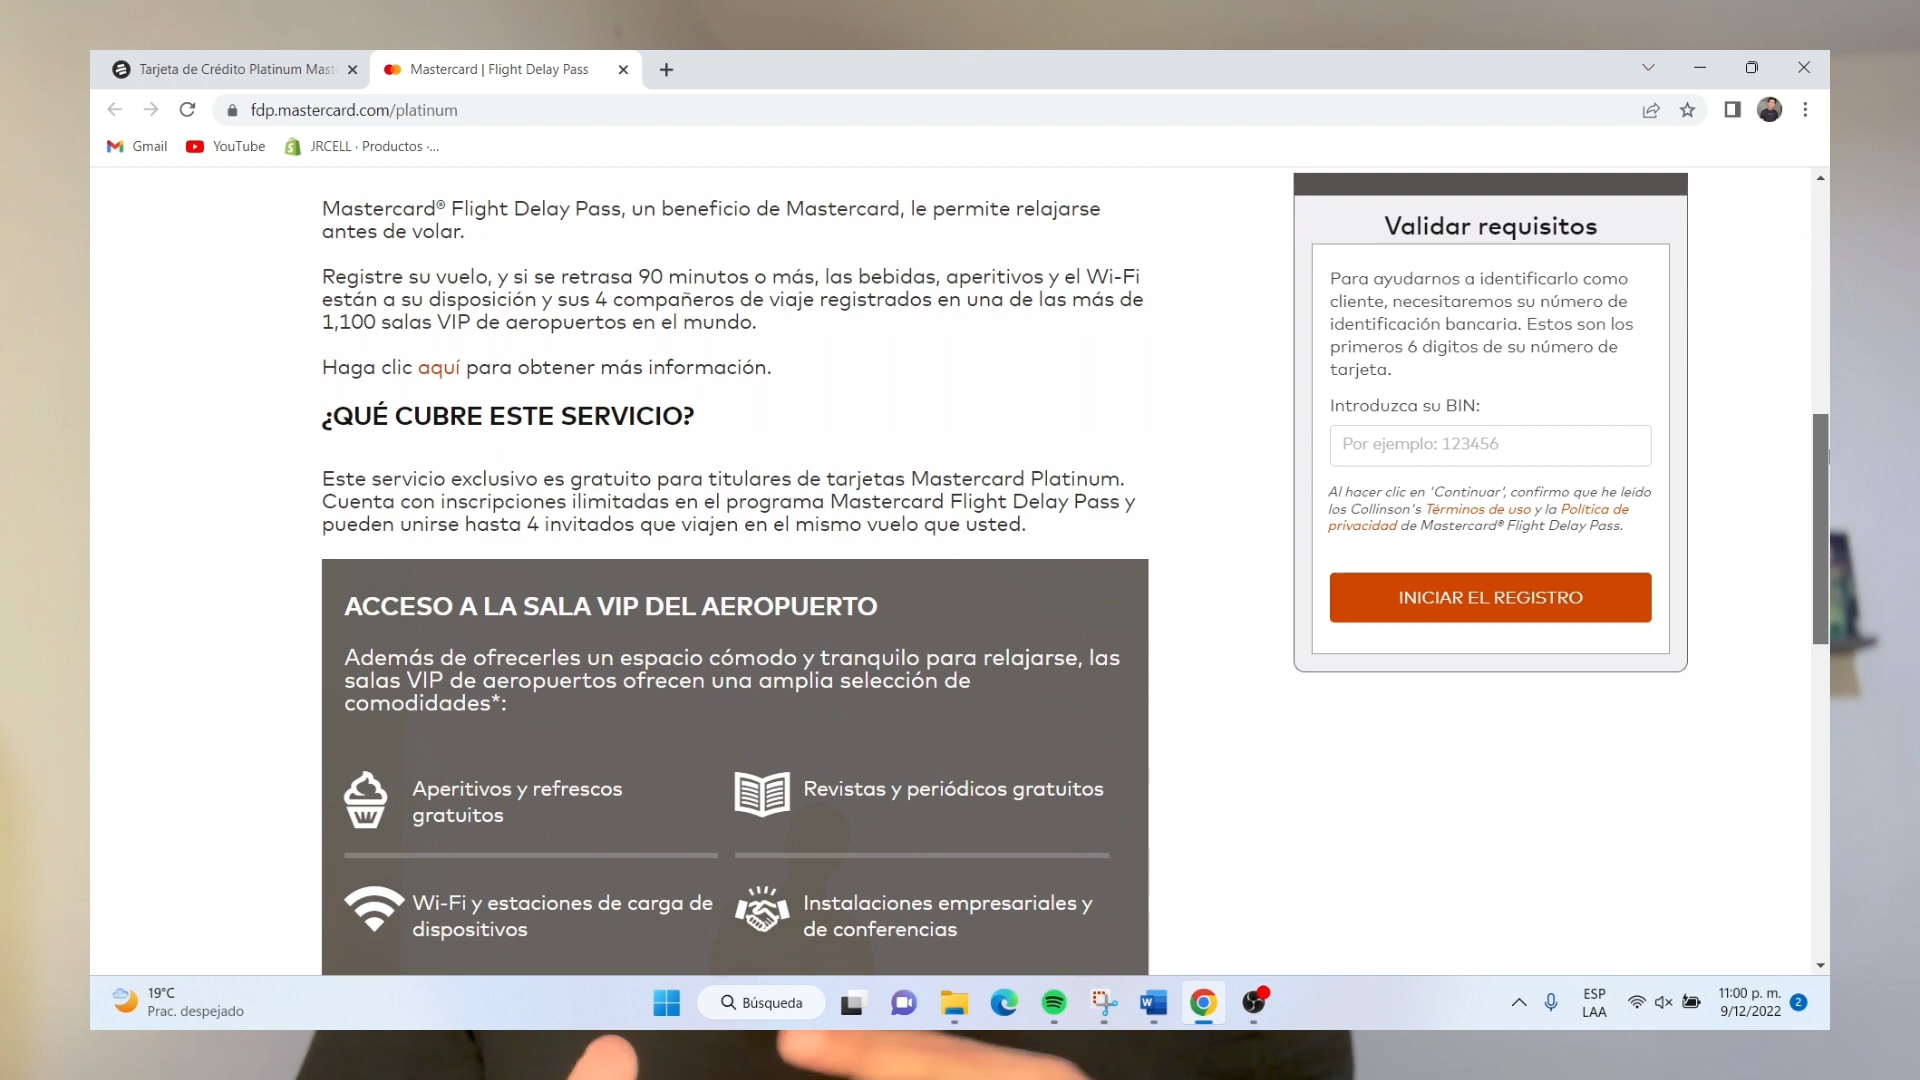 Tarjeta de Crédito Platinum Mast
Mastercard | Flight Delay Pass
fdp.mastercard.com/platinum
Gmail
YouTube
JRCELL · Productos ·...
Mastercard® Flight Delay Pass, un beneficio de Mastercard, le permite relajarse
antes de volar.
Registre su vuelo, y si se retrasa 90 minutos o más, las bebidas, aperitivos y el Wi-Fi
están a su disposición y sus 4 compañeros de viaje registrados en una de las más de
1,100 salas VIP de aeropuertos en el mundo.
Haga clic aquí para obtener más información.
¿QUÉ CUBRE ESTE SERVICIO?
Este servicio exclusivo es gratuito para titulares de tarjetas Mastercard Platinum.
Cuenta con inscripciones ilimitadas en el programa Mastercard Flight Delay Pass y
pueden unirse hasta 4 invitados que viajen en el mismo vuelo que usted.
ACCESO A LA SALA VIP DEL AEROPUERTO
Además de ofrecerles un espacio cómodo y tranquilo para relajarse, las
salas VIP de aeropuertos ofrecen una amplia selección de
comodidades*:
Aperitivos y refrescos
gratuitos
Revistas y periódicos gratuitos
Wi-Fi y estaciones de carga de
dispositivos
Instalaciones empresariales y
de conferencias
Validar requisitos
Para ayudarnos a identificarlo como
cliente, necesitaremos su número de
identificación bancaria. Estos son los
primeros 6 digitos de su número de
tarjeta.
Introduzca su BIN:
Por ejemplo: 123456
Al hacer clic en 'Continuar', confirmo que he leído
los Collinson's Términos de uso y la Política de
privacidad de Mastercard® Flight Delay Pass.
INICIAR EL REGISTRO
19°C
Prac. despejado
Búsqueda
ESP
LAA
11:00 p. m.
9/12/2022
2